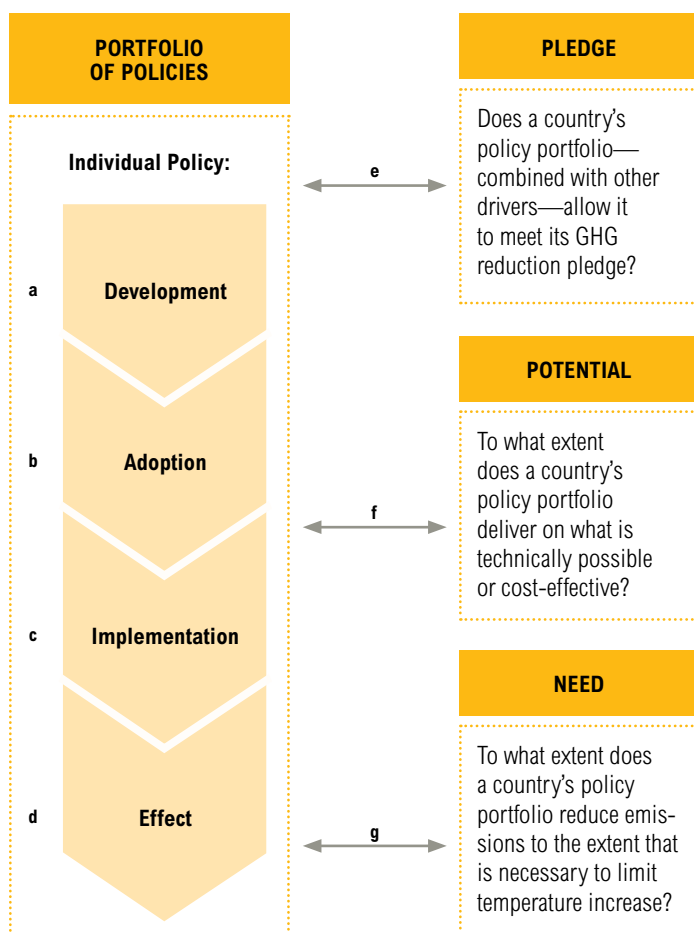 PORTFOLIO
OF POLICIES
Individual Policy:
a
Development
b
Adoption
c
Implementation
d
Effect
e
f
g
PLEDGE
Does a country’s
policy portfolio—
combined with other
drivers—allow it
to meet its GHG
reduction pledge?
POTENTIAL
To what extent
does a country’s
policy portfolio
deliver on what is
technically possible
or cost-effective?
NEED
To what extent does
a country’s policy
portfolio reduce emis-
sions to the extent that
is necessary to limit
temperature increase?